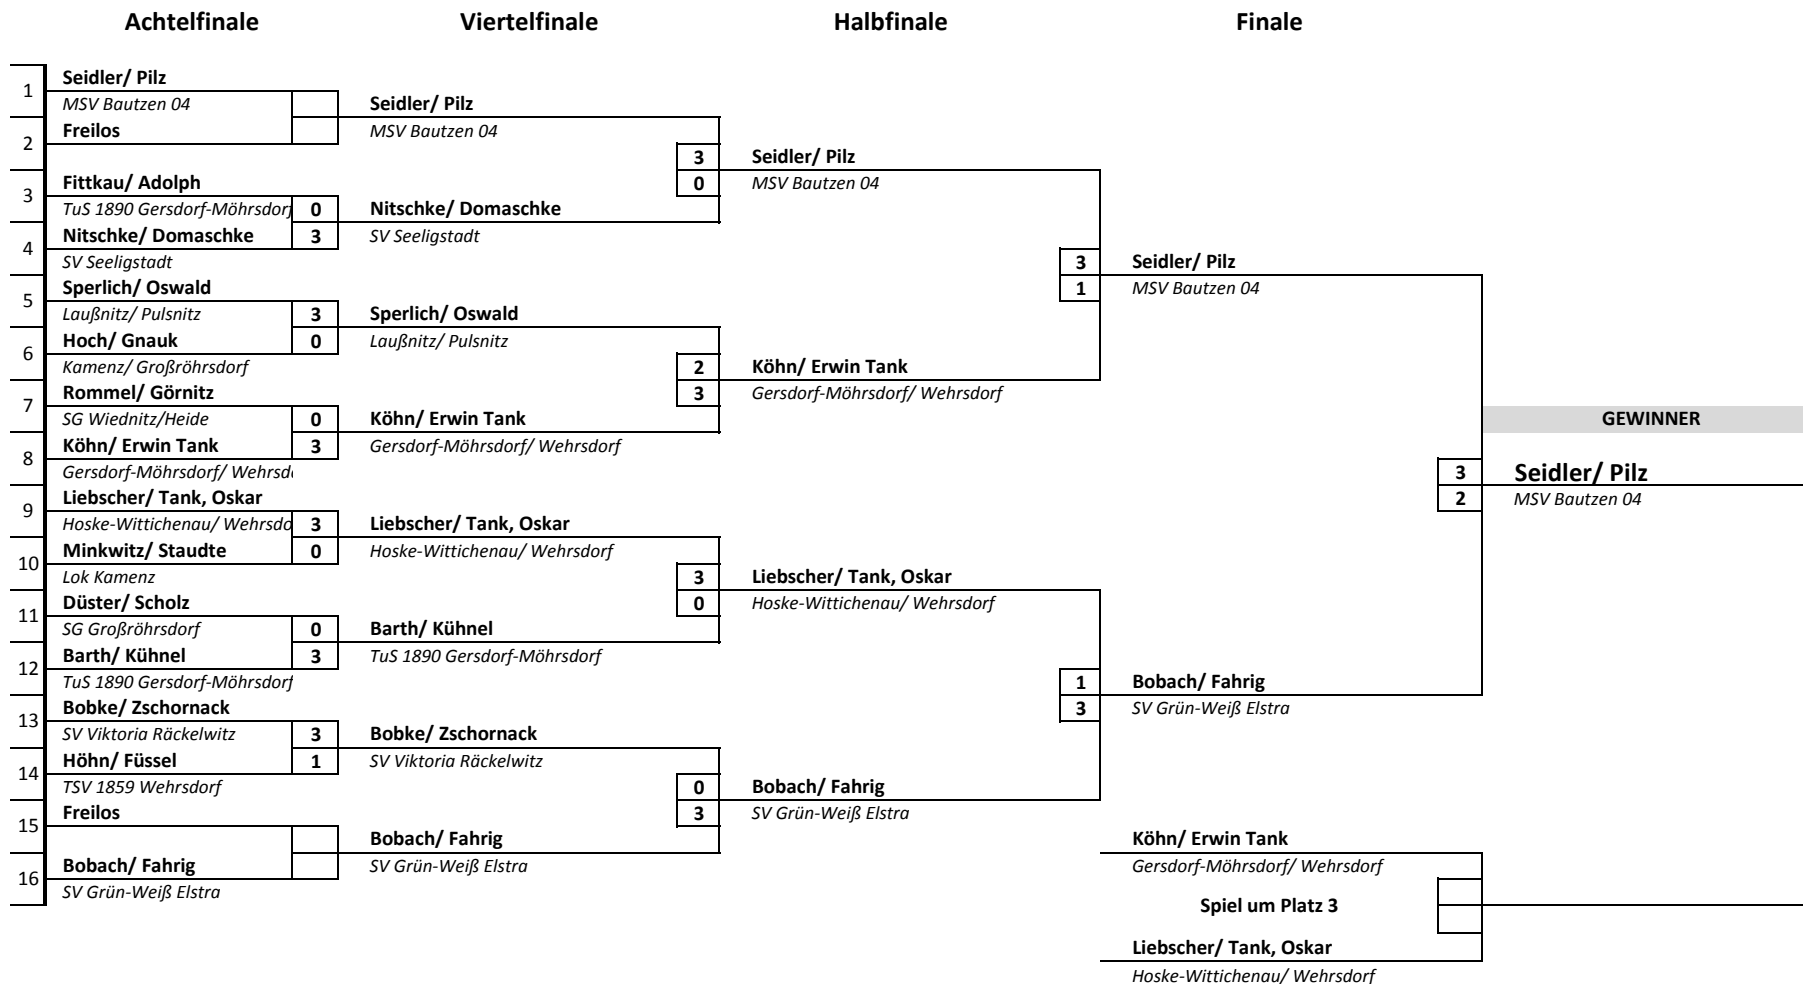 Achtelfinale
Viertelfinale
Halbfinale
Finale
1
Seidler/ Pilz
MSV Bautzen 04
2
Freilos
3
Fittkau/ Adolph
TuS 1890 Gersdorf-Möhrsdorf
0
4
Nitschke/ Domaschke
3
SV Seeligstadt
5
Sperlich/ Oswald
Laußnitz/ Pulsnitz
3
6
Hoch/ Gnauk
0
Kamenz/ Großröhrsdorf
7
Rommel/ Görnitz
SG Wiednitz/Heide
0
8
Köhn/ Erwin Tank
3
Gersdorf-Möhrsdorf/ Wehrsd
9
Liebscher/ Tank, Oskar
Hoske-Wittichenau/ Wehrsdo
3
10
Minkwitz/ Staudte
0
Lok Kamenz
11
Düster/ Scholz
SG Großröhrsdorf
0
12
Barth/ Kühnel
3
TuS 1890 Gersdorf-Möhrsdorf
13
Bobke/ Zschornack
SV Viktoria Räckelwitz
3
14
Höhn/ Füssel
1
TSV 1859 Wehrsdorf
15
Freilos
16
Bobach/ Fahrig
SV Grün-Weiß Elstra
Seidler/ Pilz
MSV Bautzen 04
3
0
Nitschke/ Domaschke
SV Seeligstadt
Sperlich/ Oswald
Laußnitz/ Pulsnitz
2
3
Köhn/ Erwin Tank
Gersdorf-Möhrsdorf/ Wehrsdorf
Liebscher/ Tank, Oskar
Hoske-Wittichenau/ Wehrsdorf
3
0
Barth/ Kühnel
TuS 1890 Gersdorf-Möhrsdorf
Bobke/ Zschornack
SV Viktoria Räckelwitz
0
3
Bobach/ Fahrig
SV Grün-Weiß Elstra
Seidler/ Pilz
MSV Bautzen 04
3
1
Köhn/ Erwin Tank
Gersdorf-Möhrsdorf/ Wehrsdorf
Liebscher/ Tank, Oskar
Hoske-Wittichenau/ Wehrsdorf
1
3
Bobach/ Fahrig
SV Grün-Weiß Elstra
Seidler/ Pilz
MSV Bautzen 04
3
2
Bobach/ Fahrig
SV Grün-Weiß Elstra
GEWINNER
Seidler/ Pilz
MSV Bautzen 04
Köhn/ Erwin Tank
Gersdorf-Möhrsdorf/ Wehrsdorf
Spiel um Platz 3
Liebscher/ Tank, Oskar
Hoske-Wittichenau/ Wehrsdorf